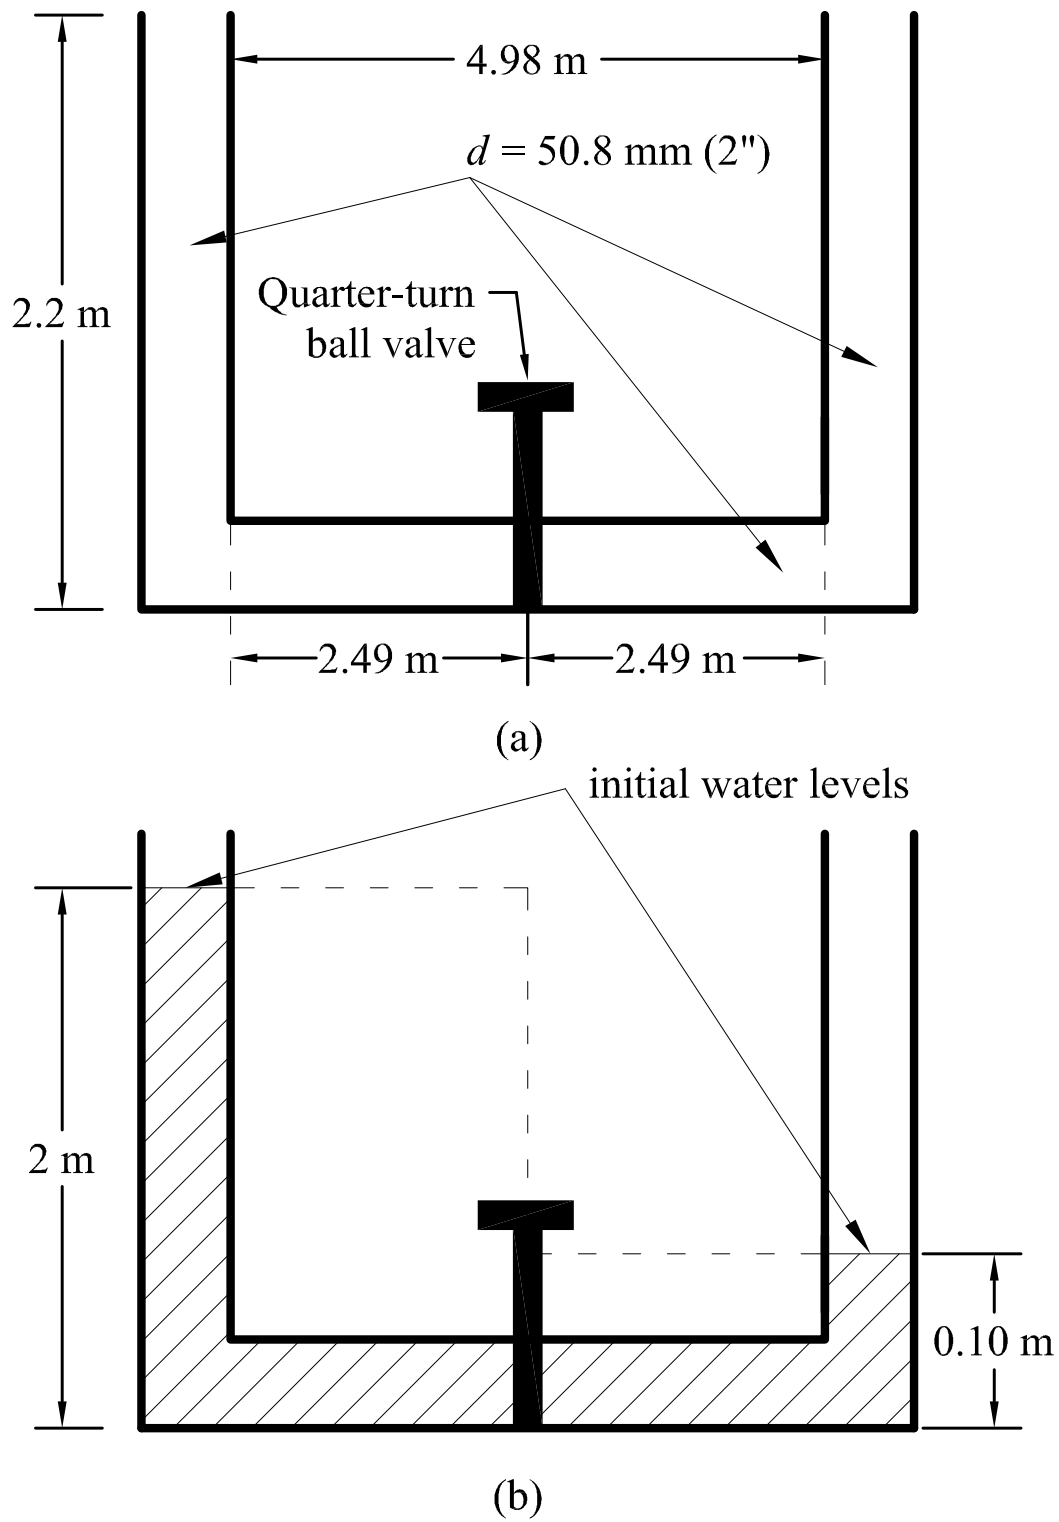 4.98 m
d = 50.8 mm (2")
Quarter-turn
ball valve
2.2 m
2.49 m
2.49 m
(a)
initial water levels
2 m
0.10 m
(b)